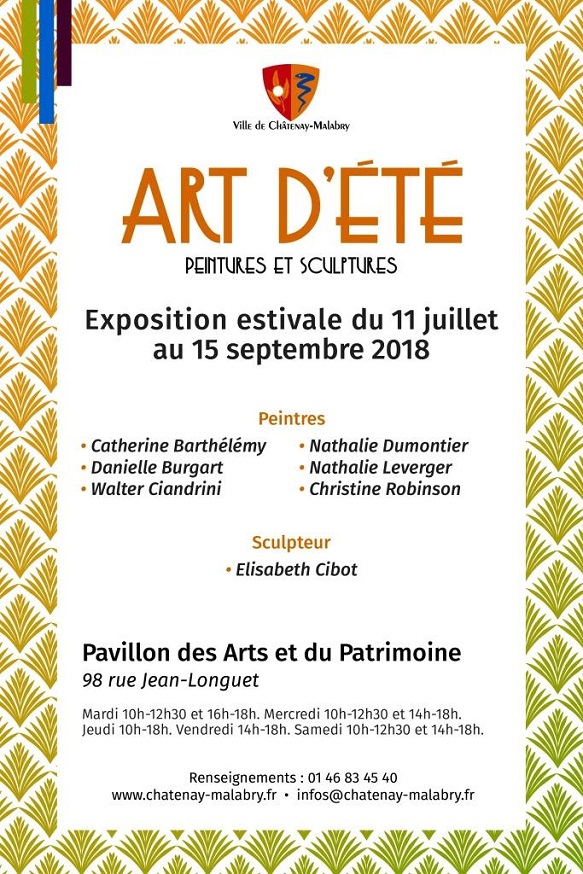 Ville de Châtenay-Malabry
ART D'ÉTÉ
PEINTURES ET SCULPTURES
Exposition estivale du 11 juillet
au 15 septembre 2018
Peintres
• Catherine Barthélémy
• Danielle Burgart
• Walter Ciandrini
• Nathalie Dumontier
• Nathalie Leverger
• Christine Robinson
Sculpteur
• Elisabeth Cibot
Pavillon des Arts et du Patrimoine
98 rue Jean-Longuet
Mardi 10h-12h30 et 16h-18h. Mercredi 10h-12h30 et 14h-18h.
Jeudi 10h-18h. Vendredi 14h-18h. Samedi 10h-12h30 et 14h-18h.
Renseignements : 01 46 83 45 40
www.chatenay-malabry.fr • infos@chatenay-malabry.fr